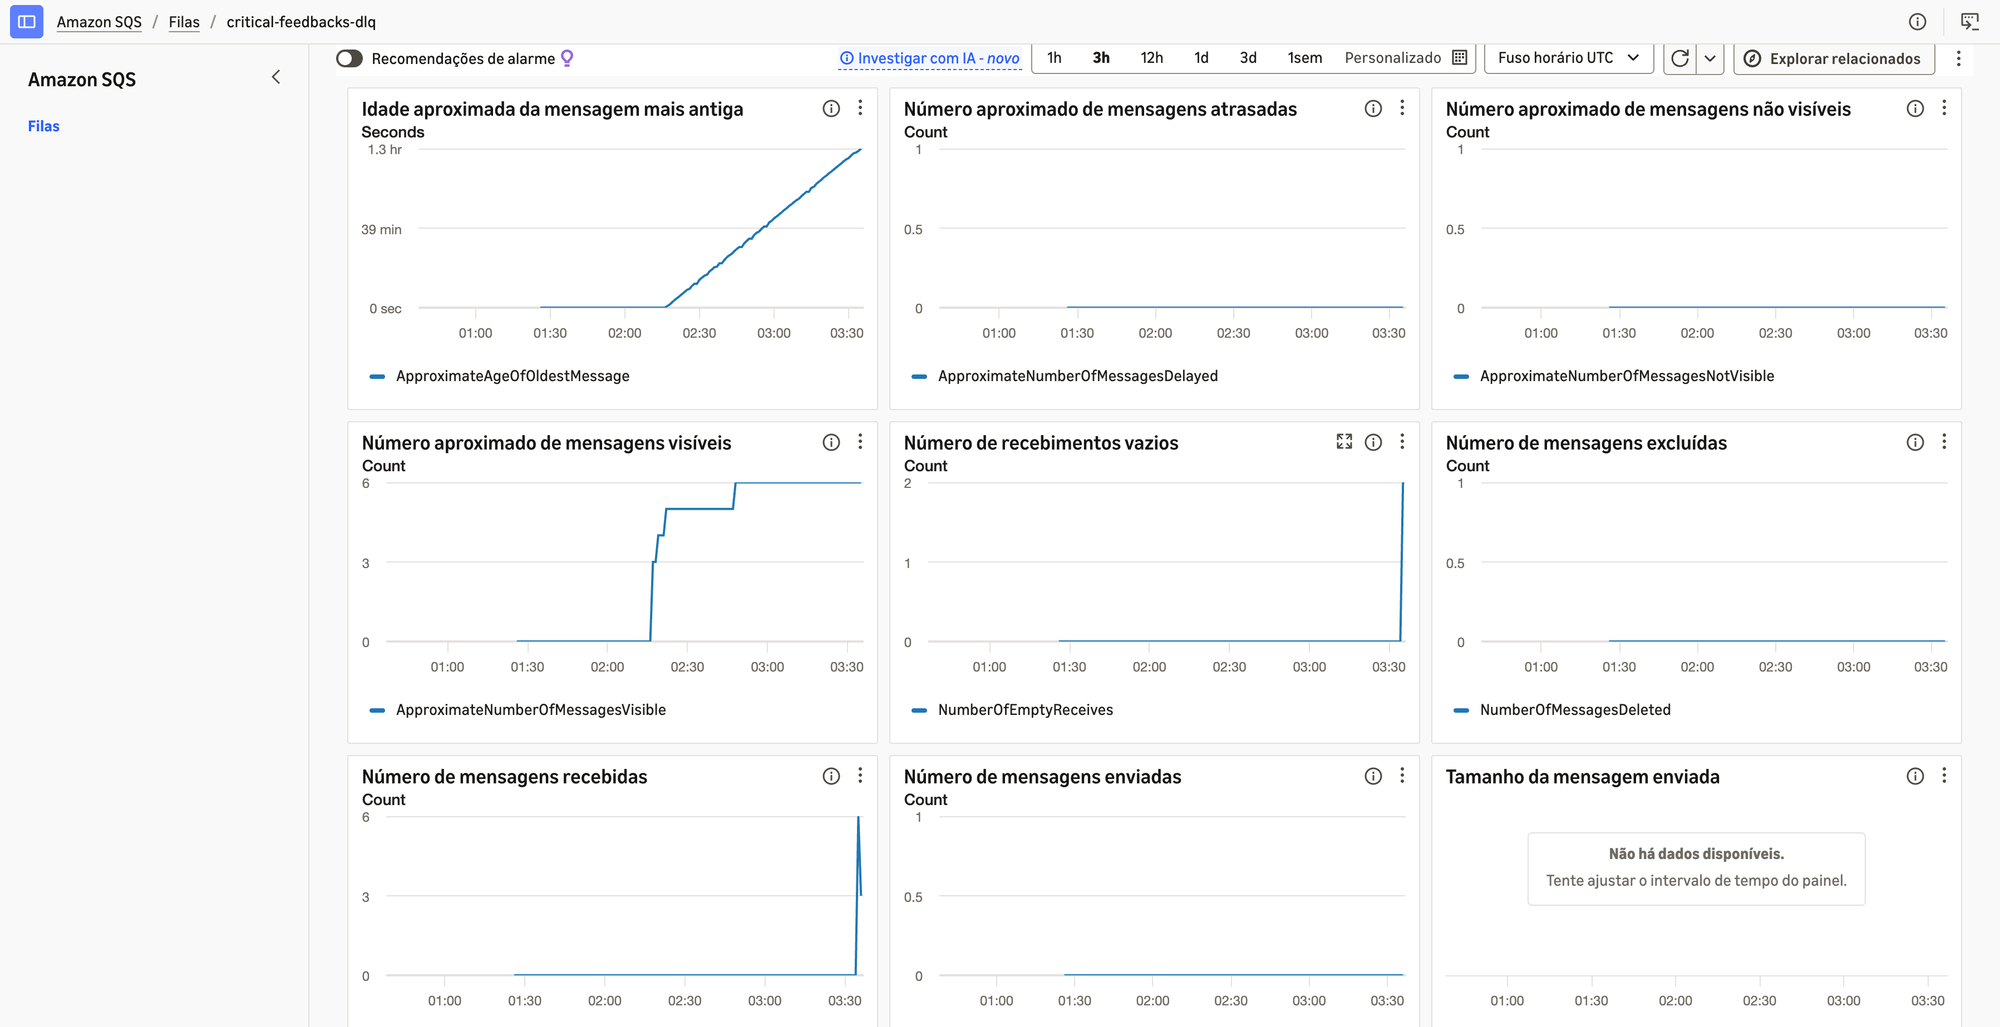 Amazon SQS / Filas / critical-feedbacks-dlq
Amazon SQS
Filas
Recomendações de alarme
Investigar com IA - novo
1h 3h 12h 1d 3d 1sem Personalizado
Fuso horário UTC
Explorar relacionados
Idade aproximada da mensagem mais antiga
Seconds
1.3 hr
39 min
0 sec
01:00 01:30 02:00 02:30 03:00 03:30
ApproximateAgeOfOldestMessage
Número aproximado de mensagens atrasadas
Count
1
0.5
0
01:00 01:30 02:00 02:30 03:00 03:30
ApproximateNumberOfMessagesDelayed
Número aproximado de mensagens não visíveis
Count
1
0.5
0
01:00 01:30 02:00 02:30 03:00 03:30
ApproximateNumberOfMessagesNotVisible
Número aproximado de mensagens visíveis
Count
6
3
0
01:00 01:30 02:00 02:30 03:00 03:30
ApproximateNumberOfMessagesVisible
Número de recebimentos vazios
Count
2
1
0
01:00 01:30 02:00 02:30 03:00 03:30
NumberOfEmptyReceives
Número de mensagens excluídas
Count
1
0.5
0
01:00 01:30 02:00 02:30 03:00 03:30
NumberOfMessagesDeleted
Número de mensagens recebidas
Count
6
3
0
01:00 01:30 02:00 02:30 03:00 03:30
Número de mensagens enviadas
Count
1
0.5
0
01:00 01:30 02:00 02:30 03:00 03:30
Tamanho da mensagem enviada
Não há dados disponíveis.
Tente ajustar o intervalo de tempo do painel.
01:00 01:30 02:00 02:30 03:00 03:30